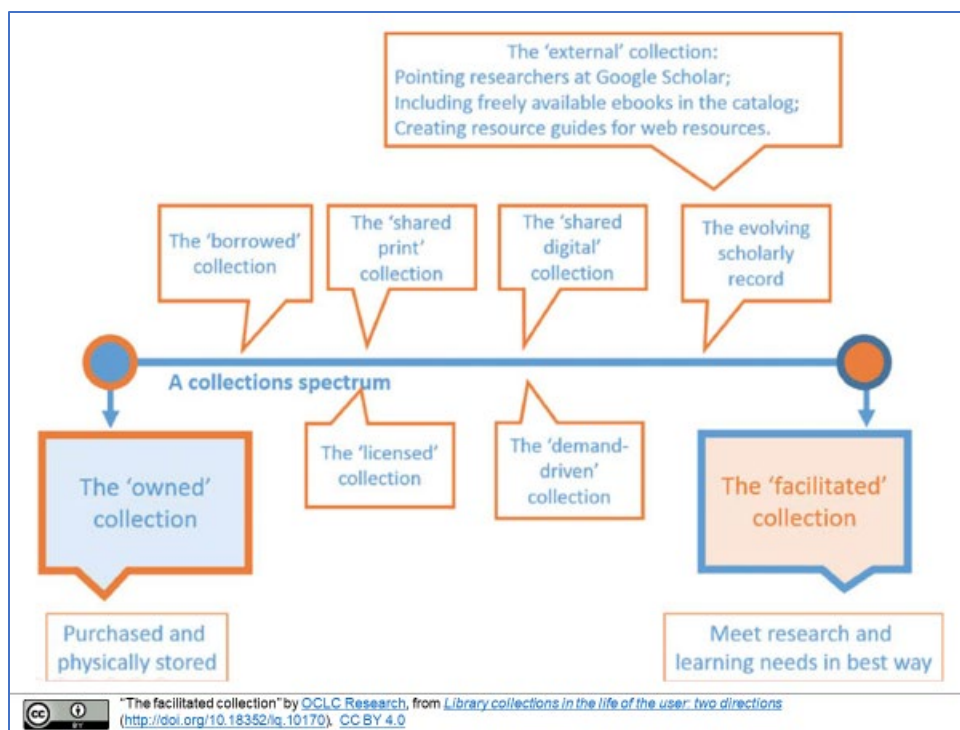 The ‘external’ collection:
Pointing researchers at Google Scholar;
Including freely available ebooks in the catalog;
Creating resource guides for web resources.
The ‘borrowed’
collection
The ‘shared
print’
collection
The ‘shared
digital’
collection
The evolving
scholarly
record
A collections spectrum
The ‘owned’
collection
The ‘licensed’
collection
The ‘demand-
driven’
collection
The ‘facilitated’
collection
Purchased and
physically stored
Meet research and
learning needs in best way
cc
BY
“The facilitated collection” by OCLC Research, from Library collections in the life of the user: two directions
(http://doi.org/10.18352/lq.10170). CC BY 4.0